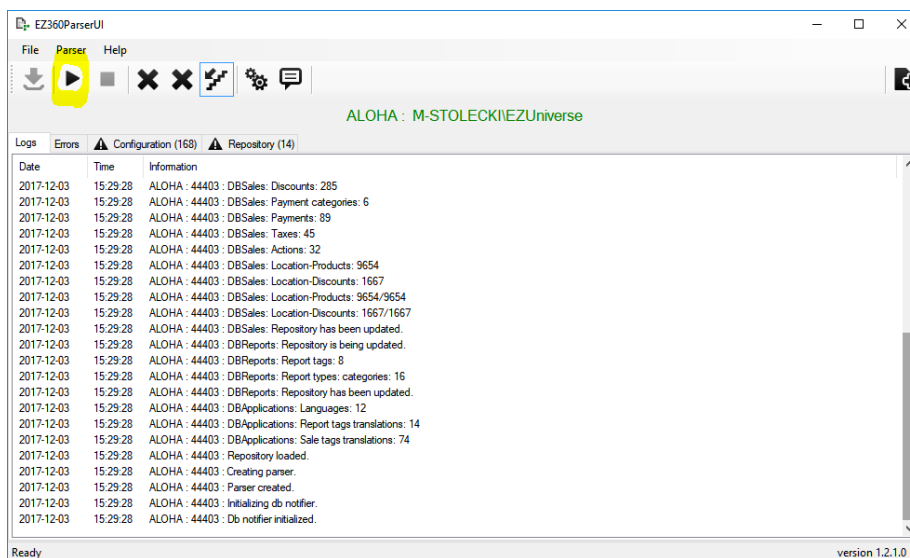 EZ360ParserUI
File Parser Help
ALOHA : M-STOLECKI\EZUniverse
Logs Errors Configuration (168) Repository (14)
Date Time Information
2017-12-03 15:29:28 ALOHA : 44403 : DBSales: Discounts: 285
2017-12-03 15:29:28 ALOHA : 44403 : DBSales: Payment categories: 6
2017-12-03 15:29:28 ALOHA : 44403 : DBSales: Payments: 89
2017-12-03 15:29:28 ALOHA : 44403 : DBSales: Taxes: 45
2017-12-03 15:29:28 ALOHA : 44403 : DBSales: Actions: 32
2017-12-03 15:29:28 ALOHA : 44403 : DBSales: Location-Products: 9654
2017-12-03 15:29:28 ALOHA : 44403 : DBSales: Location-Discounts: 1667
2017-12-03 15:29:28 ALOHA : 44403 : DBSales: Location-Products: 9654/9654
2017-12-03 15:29:28 ALOHA : 44403 : DBSales: Location-Discounts: 1667/1667
2017-12-03 15:29:28 ALOHA : 44403 : DBSales: Repository has been updated.
2017-12-03 15:29:28 ALOHA : 44403 : DBReports: Repository is being updated.
2017-12-03 15:29:28 ALOHA : 44403 : DBReports: Report tags: 8
2017-12-03 15:29:28 ALOHA : 44403 : DBReports: Report types: categories: 16
2017-12-03 15:29:28 ALOHA : 44403 : DBReports: Repository has been updated.
2017-12-03 15:29:28 ALOHA : 44403 : DBApplications: Languages: 12
2017-12-03 15:29:28 ALOHA : 44403 : DBApplications: Report tags translations: 14
2017-12-03 15:29:28 ALOHA : 44403 : DBApplications: Sale tags translations: 74
2017-12-03 15:29:28 ALOHA : 44403 : Repository loaded.
2017-12-03 15:29:28 ALOHA : 44403 : Creating parser.
2017-12-03 15:29:28 ALOHA : 44403 : Parser created.
2017-12-03 15:29:28 ALOHA : 44403 : Initializing db notifier.
2017-12-03 15:29:28 ALOHA : 44403 : Db notifier initialized.
Ready version 1.2.1.0